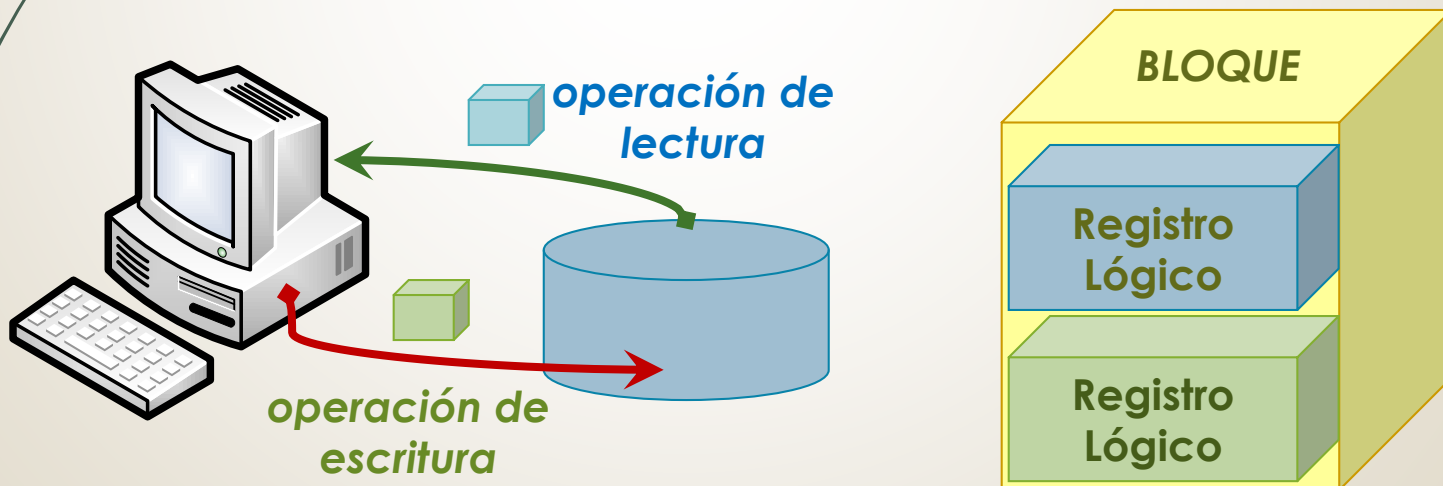 operación de
lectura
operación de
escritura
BLOQUE
Registro
Lógico
Registro
Lógico